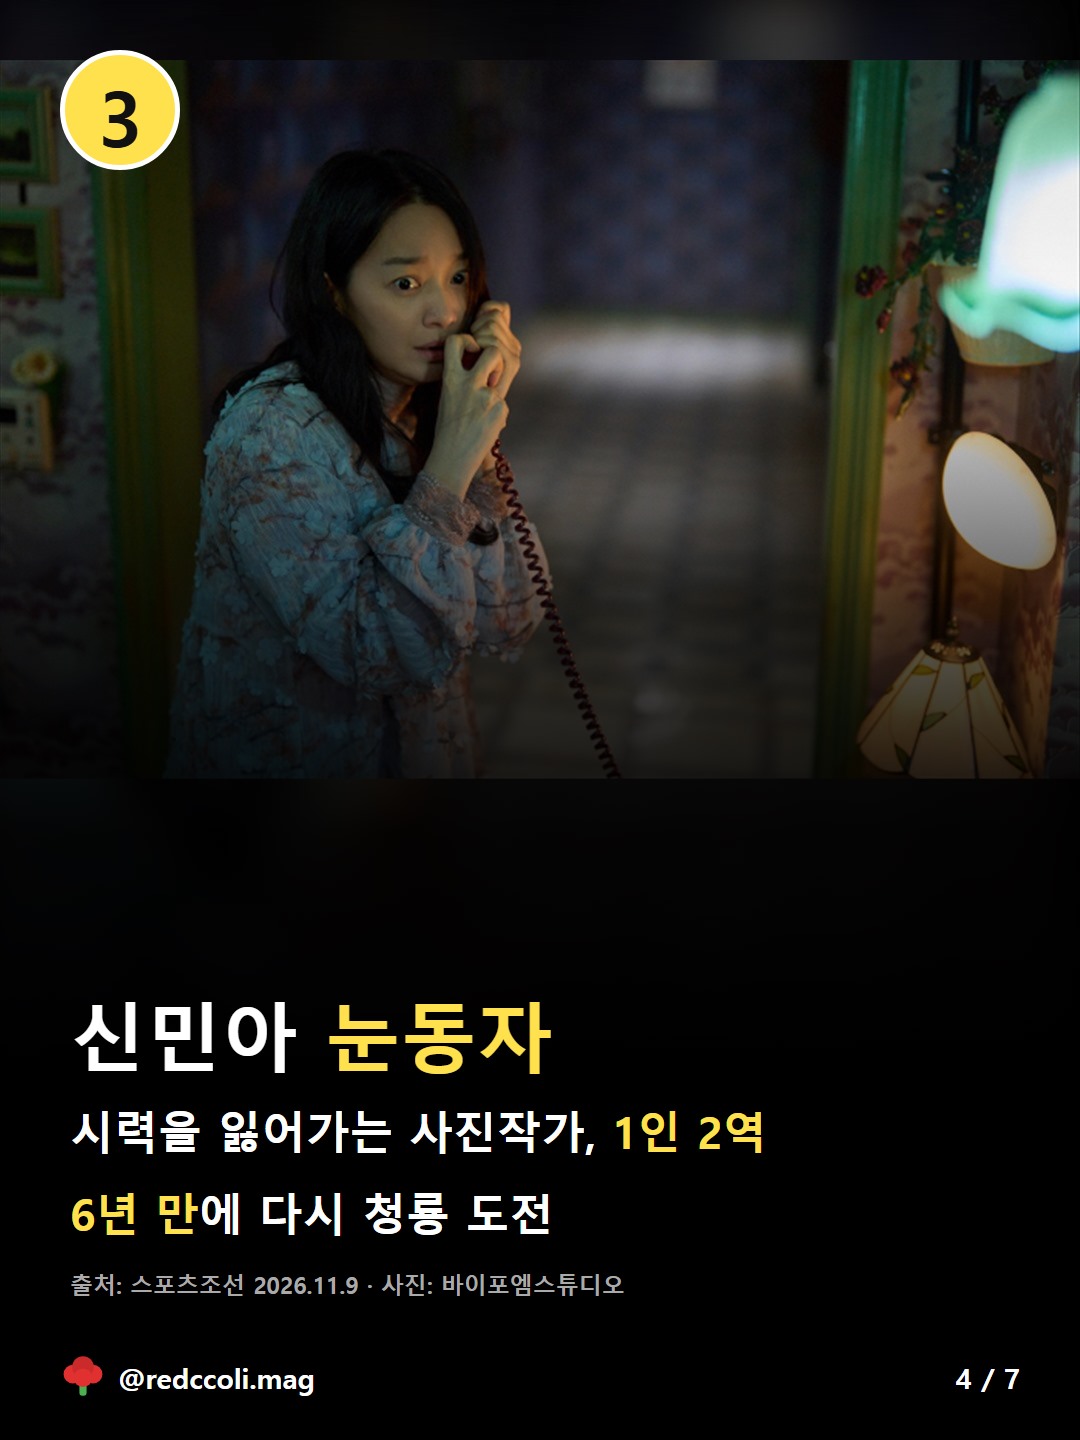 3
신민아 눈동자
시력을 잃어가는 사진작가, 1인 2역
6년 만에 다시 청룡 도전
출처: 스포츠조선 2026.11.9 · 사진: 바이포엠스튜디오
@redccoli.mag
4 / 7